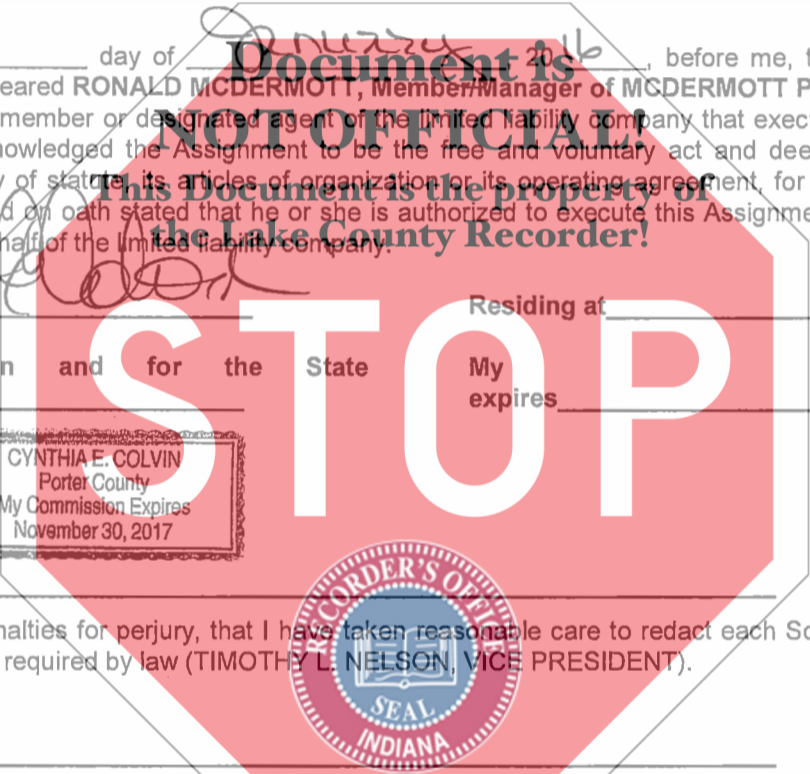 day of January, 2016, before me, t
eared RONALD MCDERMOTT, Member/Manager of MCDERMOTT P
member or designated agent of the limited liability company that exec
nowledged the Assignment to be the free and voluntary act and dee
y of statute, its articles of organization or its operating agreement, for
d on oath stated that he or she is authorized to execute this Assignme
half of the limited liability company.
Document is
NOT OFFICIAL!
This Document is the property of
the Lake County Recorder!
Residing at
n and for the State
My
expires
STOP
CYNTHIA E. COLVIN
Porter County
My Commission Expires
November 30, 2017
RECORDER'S OFFICE
SEAL
INDIANA
nalties for perjury, that I have taken reasonable care to redact each So
required by law (TIMOTHY L. NELSON, VICE PRESIDENT).